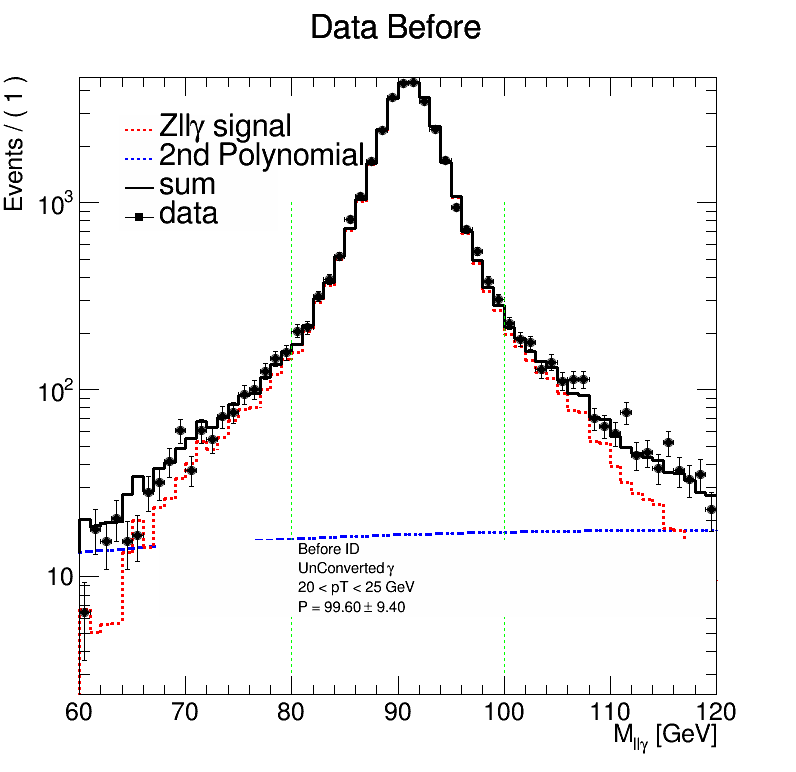 Data Before
Events / ( 1 )
Zllγ signal
2nd Polynomial
sum
data
10³
10²
10
Before ID
UnConverted γ
20 < pT < 25 GeV
P = 99.60 ± 9.40
60 70 80 90 100 110 120
M_llγ [GeV]